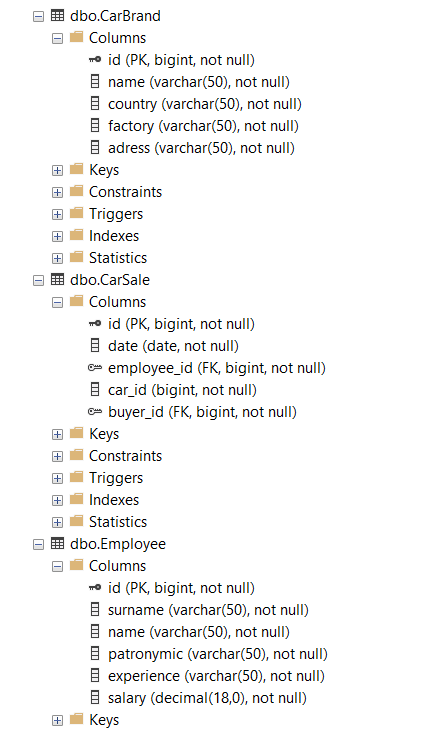 dbo.CarBrand
Columns
id (PK, bigint, not null)
name (varchar(50), not null)
country (varchar(50), not null)
factory (varchar(50), not null)
adress (varchar(50), not null)
Keys
Constraints
Triggers
Indexes
Statistics
dbo.CarSale
Columns
id (PK, bigint, not null)
date (date, not null)
employee_id (FK, bigint, not null)
car_id (bigint, not null)
buyer_id (FK, bigint, not null)
Keys
Constraints
Triggers
Indexes
Statistics
dbo.Employee
Columns
id (PK, bigint, not null)
surname (varchar(50), not null)
name (varchar(50), not null)
patronymic (varchar(50), not null)
experience (varchar(50), not null)
salary (decimal(18,0), not null)
Keys